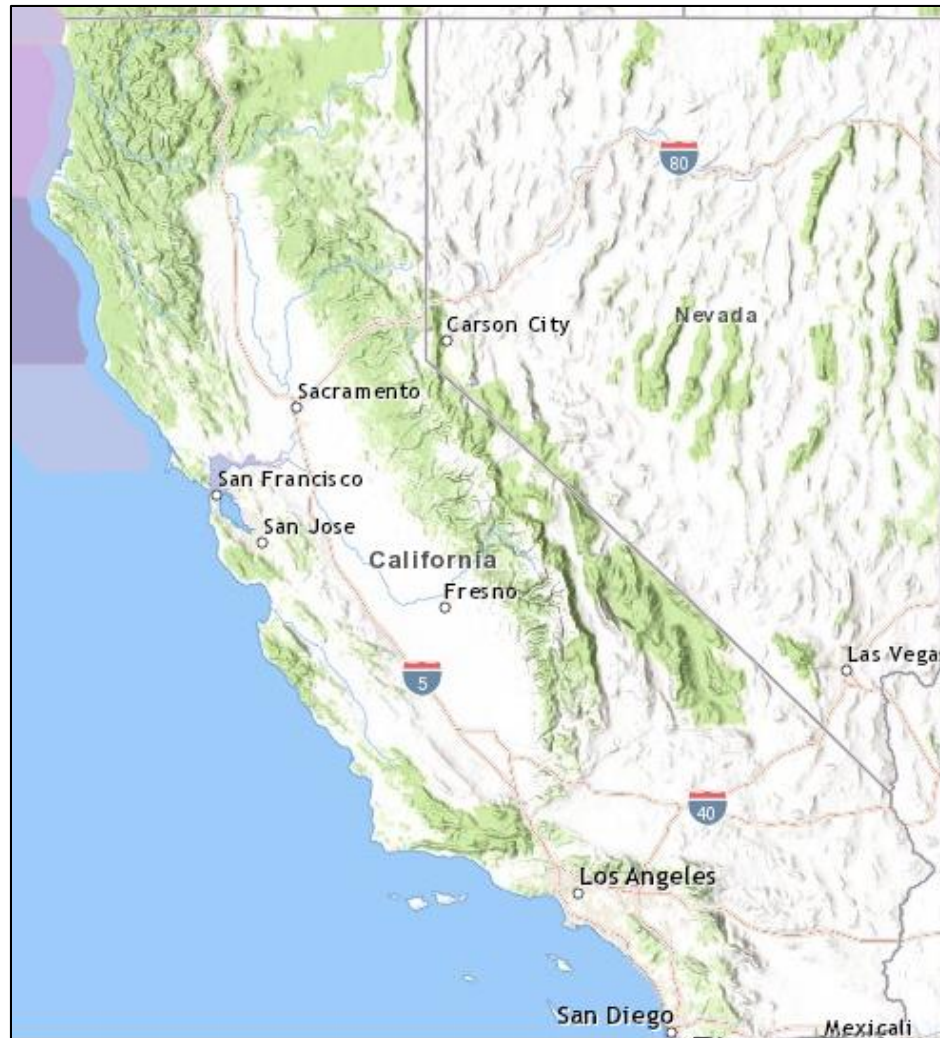 80
Carson City
Nevada
Sacramento
San Francisco
San Jose
California
Fresno
Las Vegas
5
40
Los Angeles
San Diego
Mexicali